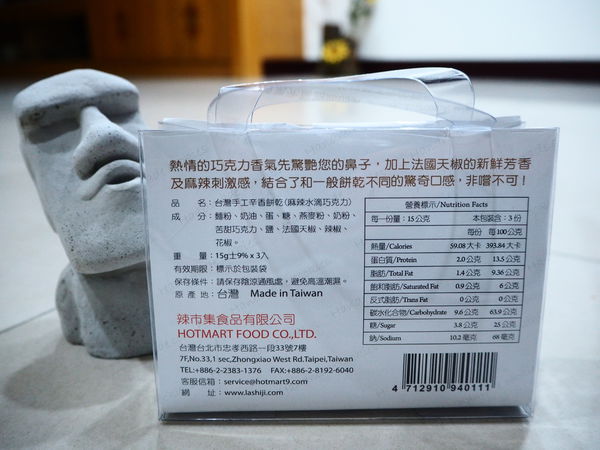 熱情的巧克力香氣先驚艷您的鼻子，加上法國天椒的新鮮芳香
及麻辣刺激感，結合了和一般餅乾不同的驚奇口感，非嚐不可！
品 名：台灣手工辛香餅乾(麻辣水滴巧克力)
成 分：麵粉、奶油、蛋、糖、燕麥粉、奶粉、
苦甜巧克力、鹽、法國天椒、辣椒、
花椒。
重 量：15g±9% x 3入
有效期限：標示於包裝袋
保存條件：請保存陰涼通風處，避免高溫潮濕。
原 產 地：台灣 Made in Taiwan
辣市集食品有限公司
HOTMART FOOD CO.,LTD.
台灣台北市忠孝西路一段33號7樓
7F,No.33,1 sec,Zhongxiao West Rd.Taipei,Taiwan
TEL:+886-2-2383-1376 FAX:+886-2-8192-6040
客服信箱：service@hotmart9.com
網 址：www.lashiji.com
營養標示/Nutrition Facts
每一份量：15公克 本包裝含：3份
每份 每100公克
熱量/Calories 59.08大卡 393.84大卡
蛋白質/Protein 2.0公克 13.5公克
脂肪/Total Fat 1.4公克 9.36公克
飽和脂肪/Saturated Fat 0.9公克 6公克
反式脂肪/Trans Fat 0公克 0公克
碳水化合物/Carbohydrate 9.6公克 63.9公克
糖/Sugar 3.8公克 25公克
鈉/Sodium 10.2毫克 68毫克
4 712910 940111